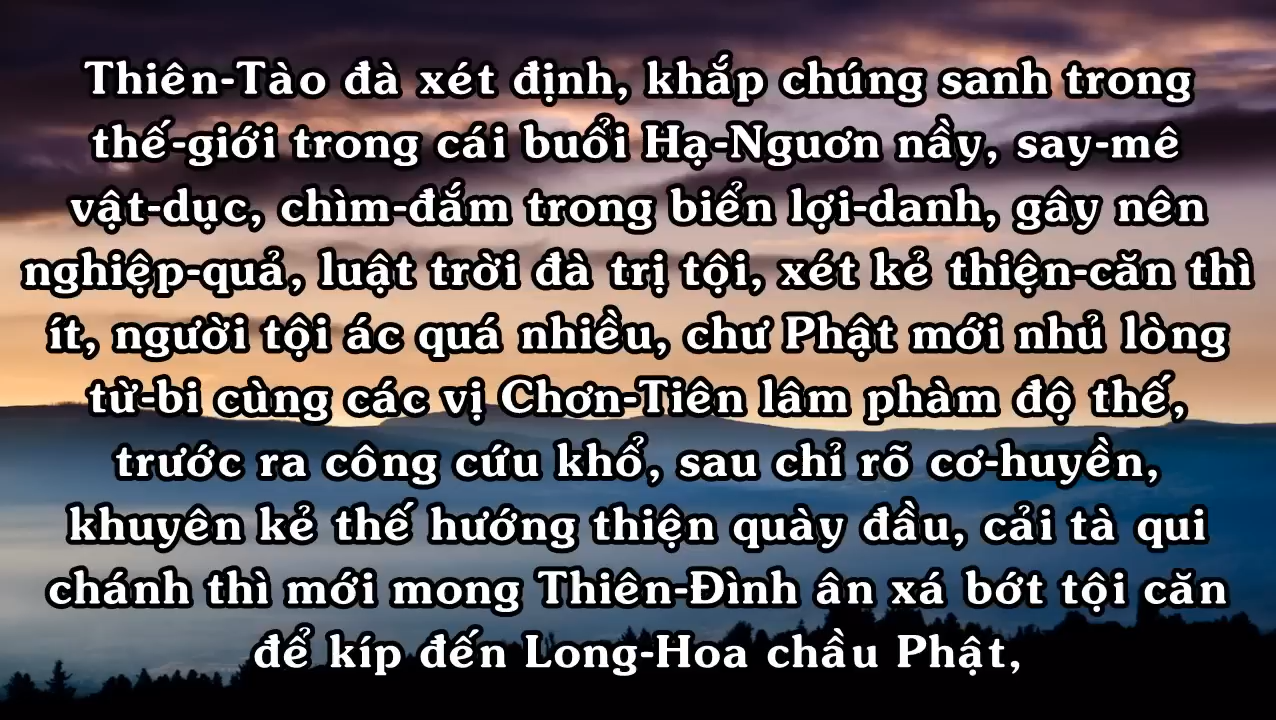 Thiên-Tào đà xét định, khắp chúng sanh trong
thế-giới trong cái buổi Hạ-Nguơn nầy, say-mê
vật-dục, chìm-đắm trong biển lợi-danh, gây nên
nghiệp-quả, luật trời đà trị tội, xét kẻ thiện-căn thì
ít, người tội ác quá nhiều, chư Phật mới nhủ lòng
từ-bi cùng các vị Chơn-Tiên lâm phàm độ thế,
trước ra công cứu khổ, sau chỉ rõ cơ-huyền,
khuyên kẻ thế hướng thiện quày đầu, cải tà qui
chánh thì mới mong Thiên-Đình ân xá bớt tội căn
để kíp đến Long-Hoa chầu Phật,